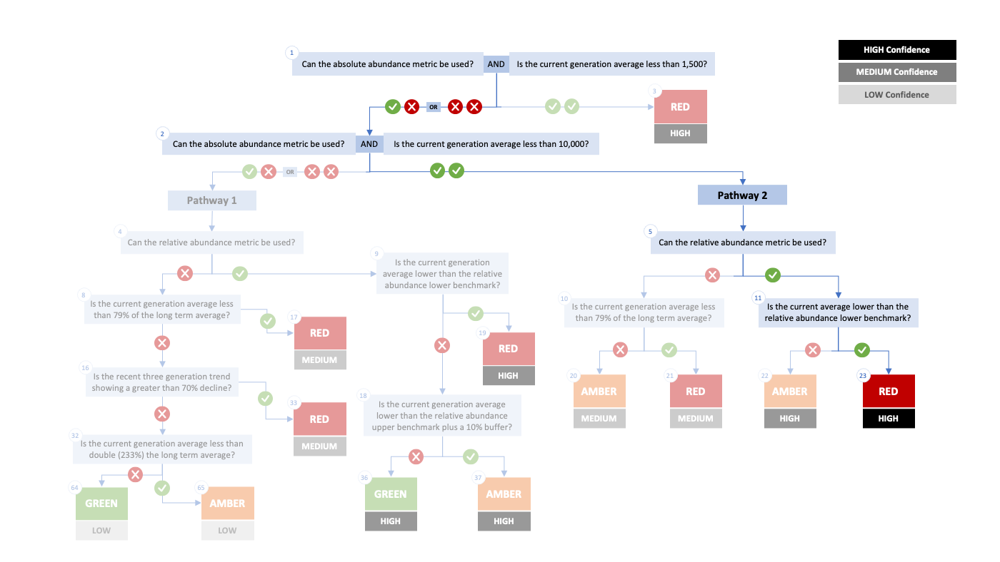 HIGH Confidence
MEDIUM Confidence
LOW Confidence
1
Can the absolute abundance metric be used?
AND
Is the current generation average less than 1,500?
OR
3
RED
HIGH
2
Can the absolute abundance metric be used?
AND
Is the current generation average less than 10,000?
OR
Pathway 1
Pathway 2
4
Can the relative abundance metric be used?
5
Can the relative abundance metric be used?
9
Is the current generation
average lower than the relative
abundance lower benchmark?
8
Is the current generation average less
than 79% of the long term average?
10
Is the current generation average less
than 79% of the long term average?
11
Is the current average lower than the
relative abundance lower benchmark?
17
RED
MEDIUM
19
RED
HIGH
16
Is the recent three generation trend
showing a greater than 70% decline?
20
AMBER
MEDIUM
21
RED
MEDIUM
22
AMBER
HIGH
23
RED
HIGH
33
RED
MEDIUM
18
Is the current generation average
lower than the relative abundance
upper benchmark plus a 10% buffer?
32
Is the current generation average less than
double (233%) the long term average?
64
GREEN
LOW
65
AMBER
LOW
36
GREEN
HIGH
37
AMBER
HIGH